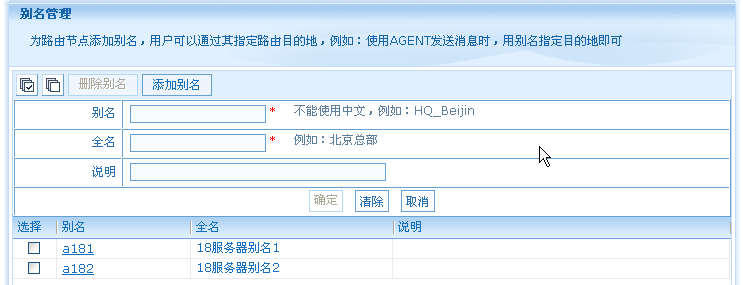 别名管理
为路由节点添加别名，用户可以通过其指定路由目的地，例如：使用AGENT发送消息时，用别名指定目的地即可
删除别名 添加别名
别名 * 不能使用中文，例如：HQ_Beijin
全名 * 例如：北京总部
说明
确定 清除 取消
选择 别名 全名 说明
a181 18服务器别名1
a182 18服务器别名2